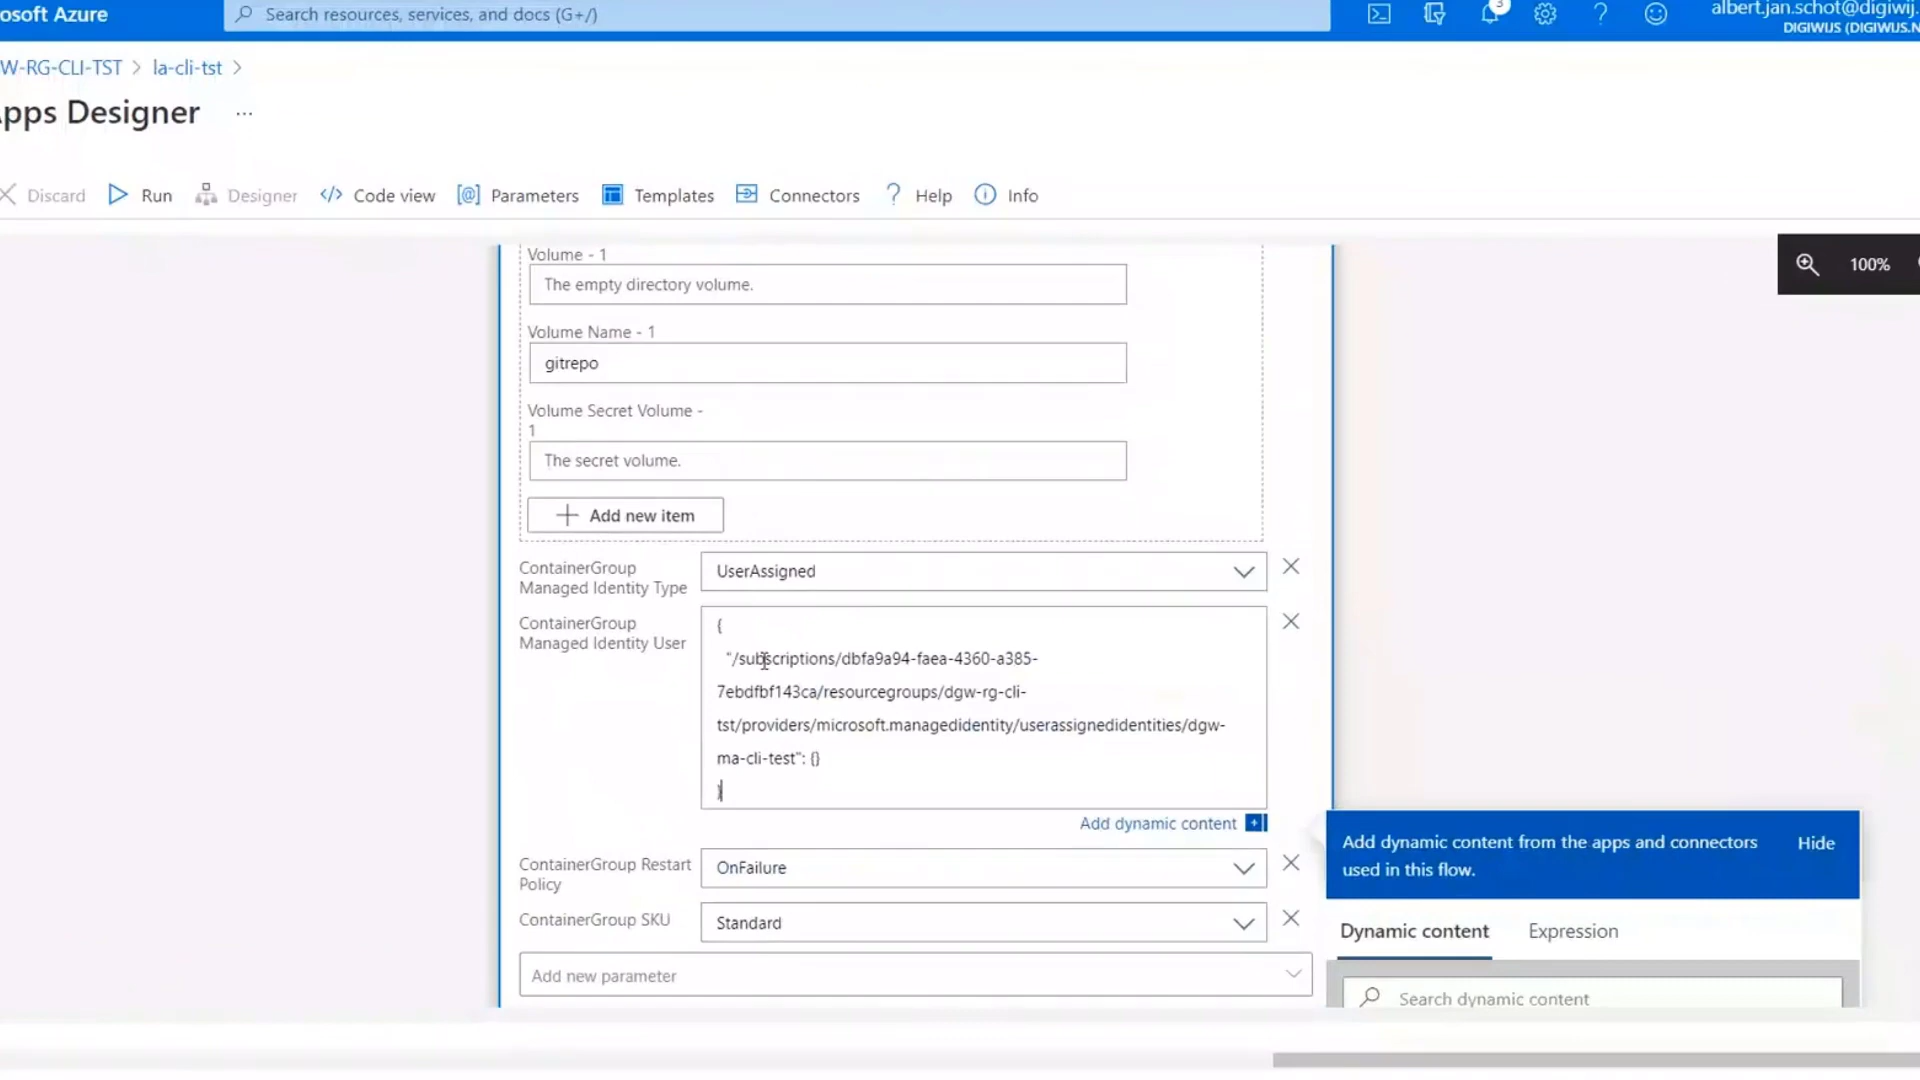 osoft Azure
Search resources, services, and docs (G+/)
3
albert.jan.schot@digiwij.
DIGIWIJS (DIGIWIJS.N
W-RG-CLI-TST > la-cli-tst >
pps Designer ...
Discard
Run
Designer
</> Code view
[@] Parameters
Templates
Connectors
? Help
Info
Volume - 1
The empty directory volume.
100%
Volume Name - 1
gitrepo
Volume Secret Volume -
1
The secret volume.
Add new item
ContainerGroup
Managed Identity Type
UserAssigned
ContainerGroup
Managed Identity User
{
"/subscriptions/dbfa9a94-faea-4360-a385-
7ebdfbf143ca/resourcegroups/dgw-rg-cli-
tst/providers/microsoft.managedidentity/userassignedidentities/dgw-
ma-cli-test": {}
}
Add dynamic content
ContainerGroup Restart
Policy
OnFailure
ContainerGroup SKU
Standard
Add new parameter
Add dynamic content from the apps and connectors
used in this flow.
Hide
Dynamic content
Expression
Search dynamic content